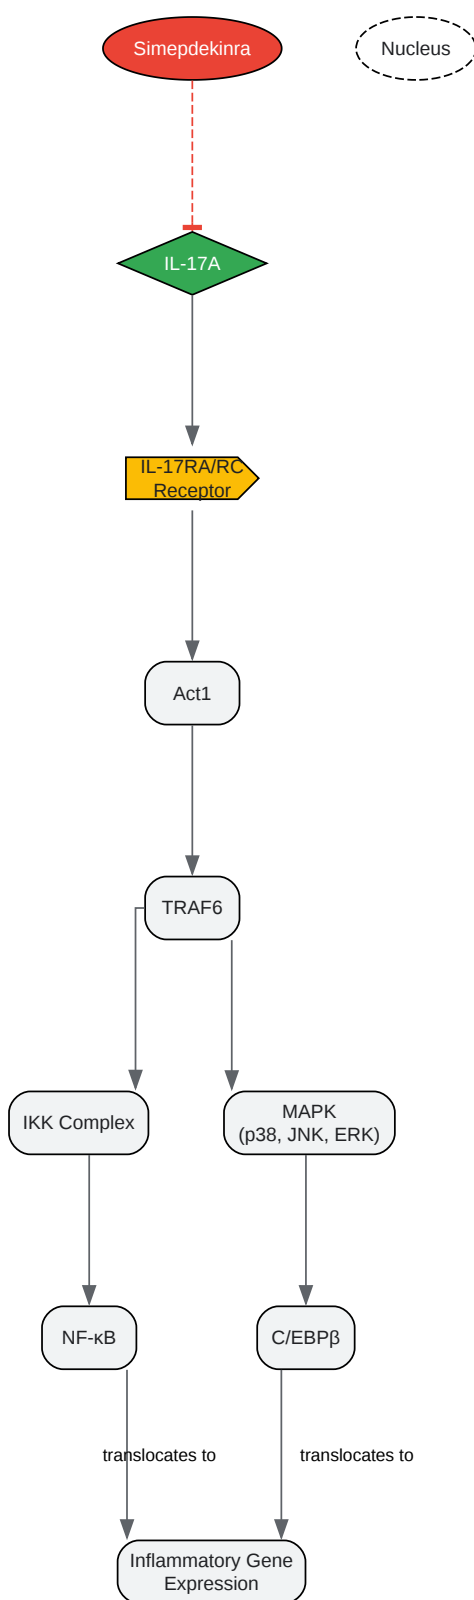 Simepdekinra
Nucleus
IL-17A
IL-17RA/RC
Receptor
Act1
TRAF6
IKK Complex
MAPK
(p38, JNK, ERK)
NF-κB
C/EBPβ
translocates to
translocates to
Inflammatory Gene
Expression